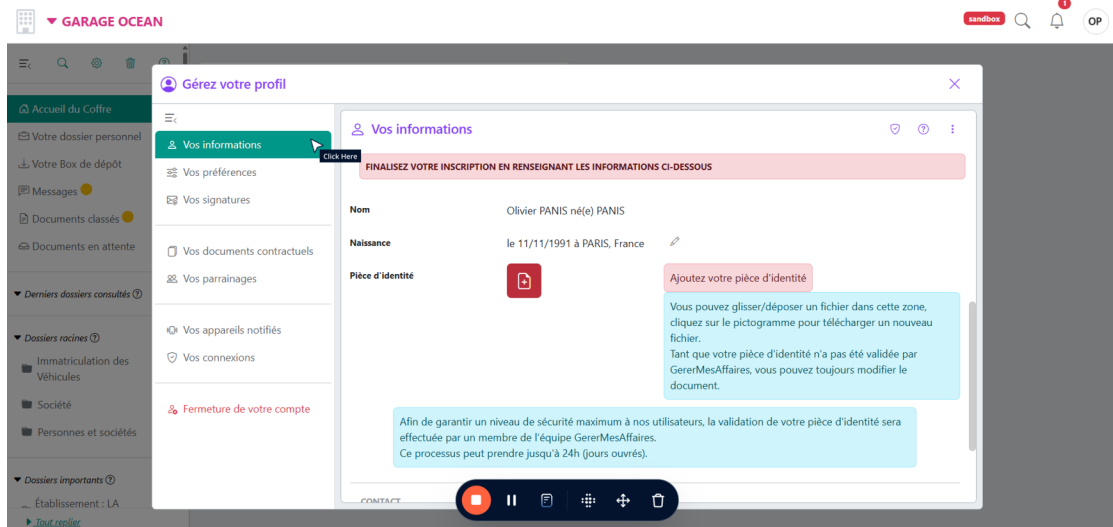 GARAGE OCEAN
sandbox
1
OP
Gérez votre profil
Accueil du Coffre
Votre dossier personnel
Votre Box de dépôt
Messages
Documents classés
Documents en attente
Derniers dossiers consultés
Dossiers racines
Immatriculation des
Véhicules
Société
Personnes et sociétés
Dossiers importants
Établissement : LA
Tout replier
Vos informations
Click Here
Vos préférences
Vos signatures
Vos documents contractuels
Vos parrainages
Vos appareils notifiés
Vos connexions
Fermeture de votre compte
Vos informations
FINALISEZ VOTRE INSCRIPTION EN RENSEIGNANT LES INFORMATIONS CI-DESSOUS
Nom Olivier PANIS né(e) PANIS
Naissance le 11/11/1991 à PARIS, France
Pièce d'identité
Ajoutez votre pièce d'identité
Vous pouvez glisser/déposer un fichier dans cette zone,
cliquez sur le pictogramme pour télécharger un nouveau
fichier.
Tant que votre pièce d'identité n'a pas été validée par
GererMesAffaires, vous pouvez toujours modifier le
document.
Afin de garantir un niveau de sécurité maximum à nos utilisateurs, la validation de votre pièce d'identité sera
effectuée par un membre de l'équipe GererMesAffaires.
Ce processus peut prendre jusqu'à 24h (jours ouvrés).
CONTACT